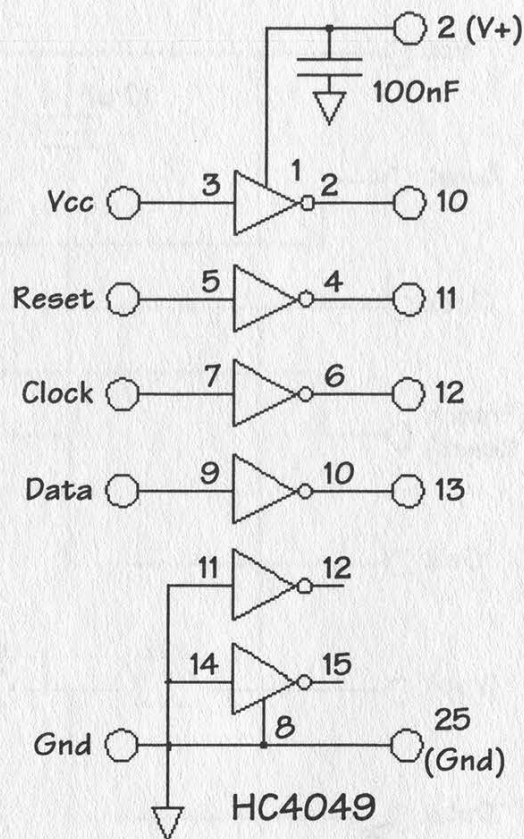 2 (V+)
100nF
1
Vcc 3 2 10
Reset 5 4 11
Clock 7 6 12
Data 9 10 13
11 12
14 15
8 25
Gnd (Gnd)
HC4049